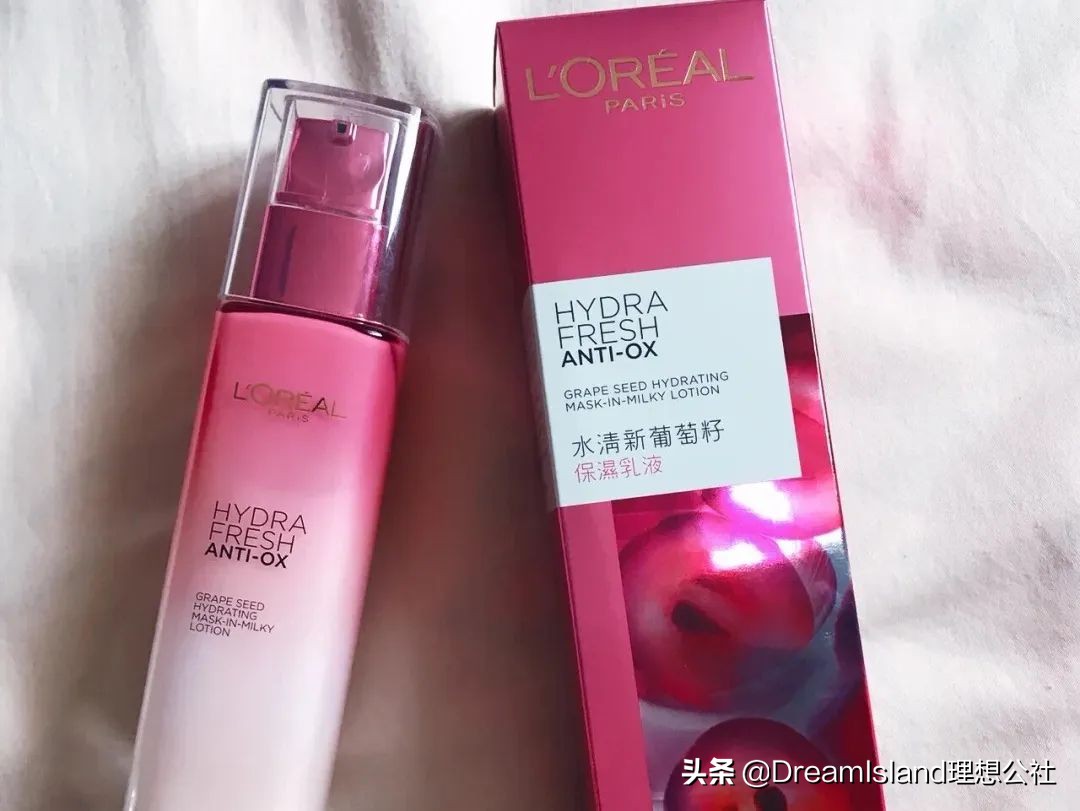 L'ORÉAL
PARiS
HYDRA
FRESH
ANTI-OX
GRAPE SEED
HYDRATING
MASK-IN-MILKY
LOTION
L'ORÉAL
PARiS
HYDRA
FRESH
ANTI-OX
GRAPE SEED HYDRATING
MASK-IN-MILKY LOTION
水清新葡萄籽
保濕乳液
头条 @DreamIsland理想公社